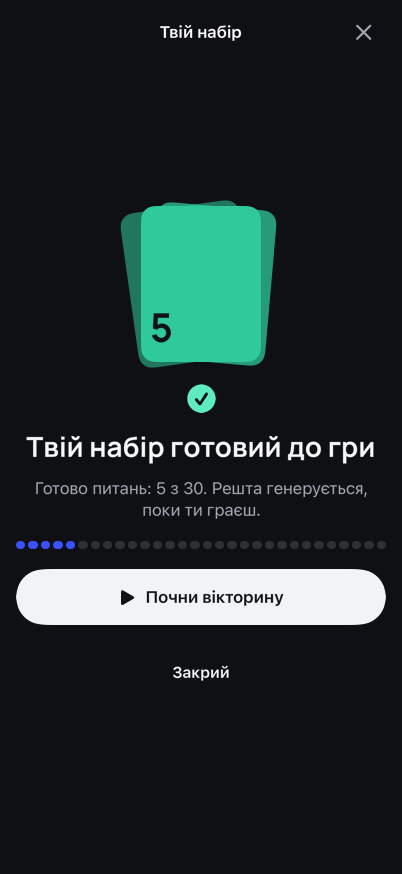 Твій набір
5
Твій набір готовий до гри
Готово питань: 5 з 30. Решта генерується,
поки ти граєш.
Почни вікторину
Закрий